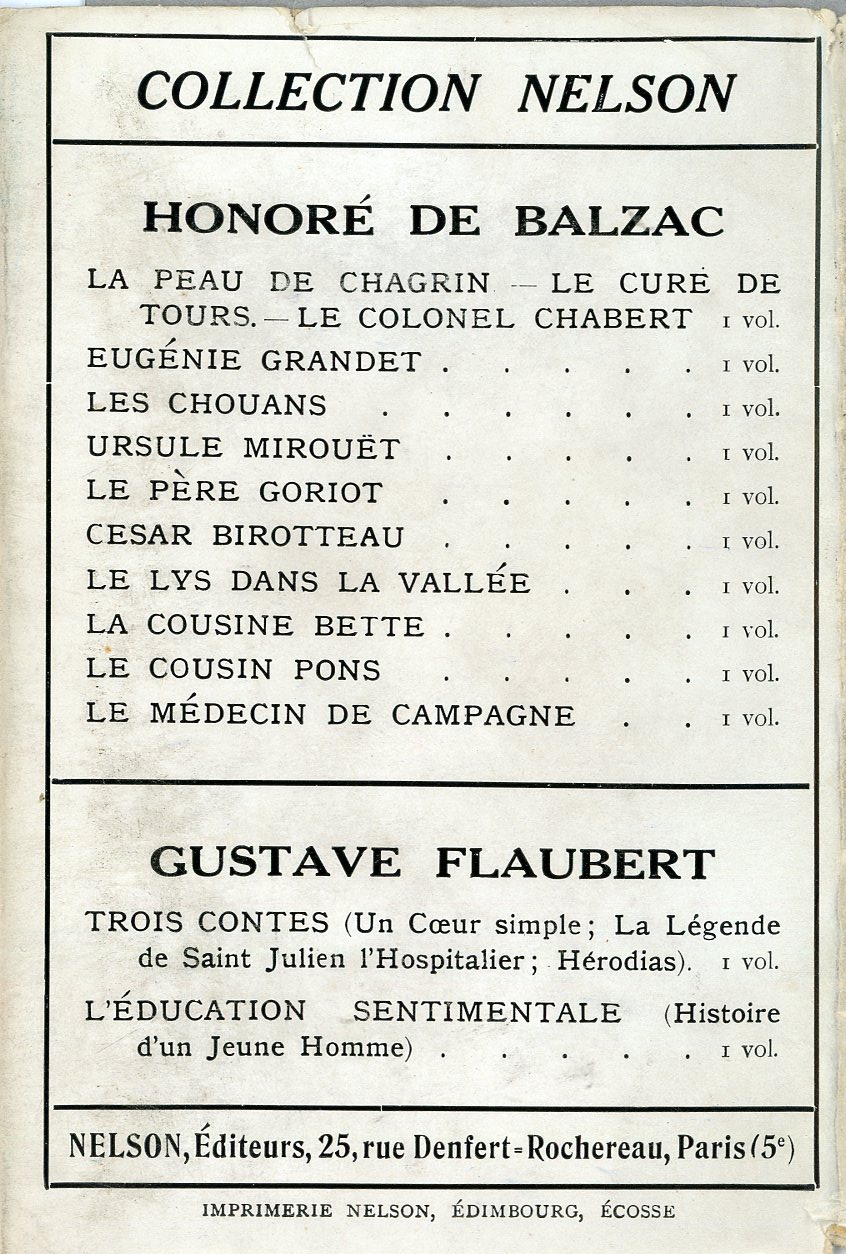 COLLECTION NELSON
HONORÉ DE BALZAC
LA PEAU DE CHAGRIN — LE CURÉ DE
TOURS. — LE COLONEL CHABERT 1 vol.
EUGÉNIE GRANDET . . . . . 1 vol.
LES CHOUANS . . . . . . 1 vol.
URSULE MIROUËT . . . . . 1 vol.
LE PÈRE GORIOT . . . . . 1 vol.
CESAR BIROTTEAU . . . . . 1 vol.
LE LYS DANS LA VALLÉE . . . 1 vol.
LA COUSINE BETTE . . . . . 1 vol.
LE COUSIN PONS . . . . . 1 vol.
LE MÉDECIN DE CAMPAGNE . . 1 vol.
GUSTAVE FLAUBERT
TROIS CONTES (Un Cœur simple ; La Légende
de Saint Julien l'Hospitalier ; Hérodias). 1 vol.
L'ÉDUCATION SENTIMENTALE (Histoire
d'un Jeune Homme) . . . . . 1 vol.
NELSON, Éditeurs, 25, rue Denfert-Rochereau, Paris (5e)
IMPRIMERIE NELSON, ÉDIMBOURG, ÉCOSSE